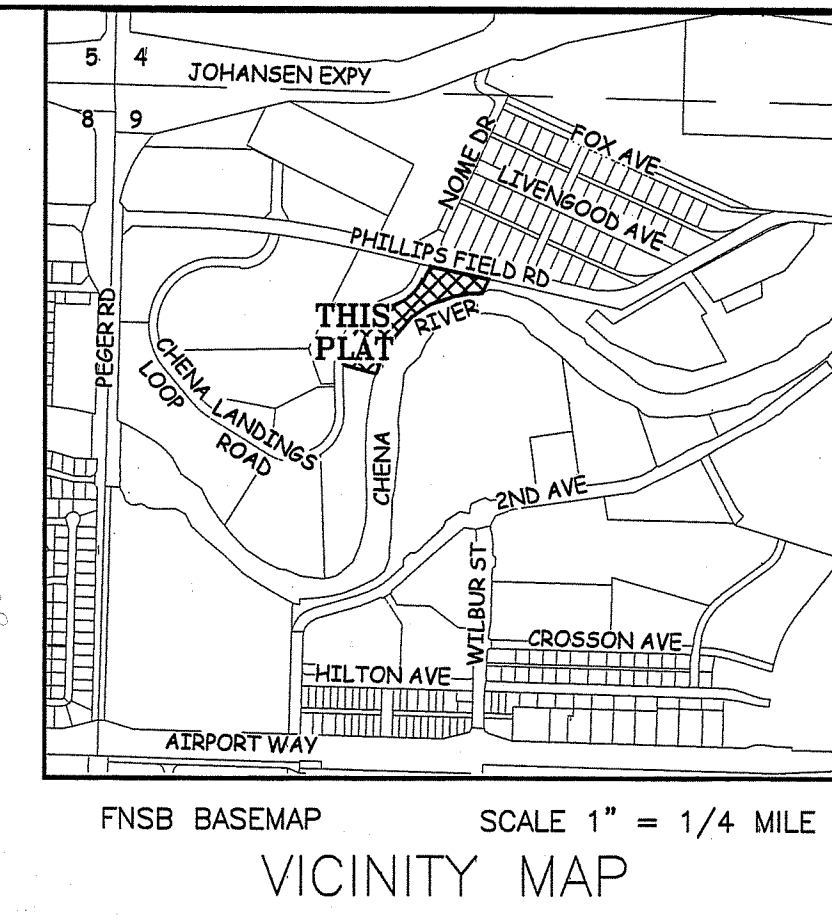 5 4
JOHANSEN EXPY
8 9
FOX AVE
NOME DR
LIVENGOOD AVE
PHILLIPS FIELD RD
THIS
PLAT
RIVER
PEGER RD
CHENA LANDINGS
LOOP
ROAD
CHENA
2ND AVE
WILBUR ST
CROSSON AVE
HILTON AVE
AIRPORT WAY
FNSB BASEMAP
SCALE 1" = 1/4 MILE
VICINITY MAP